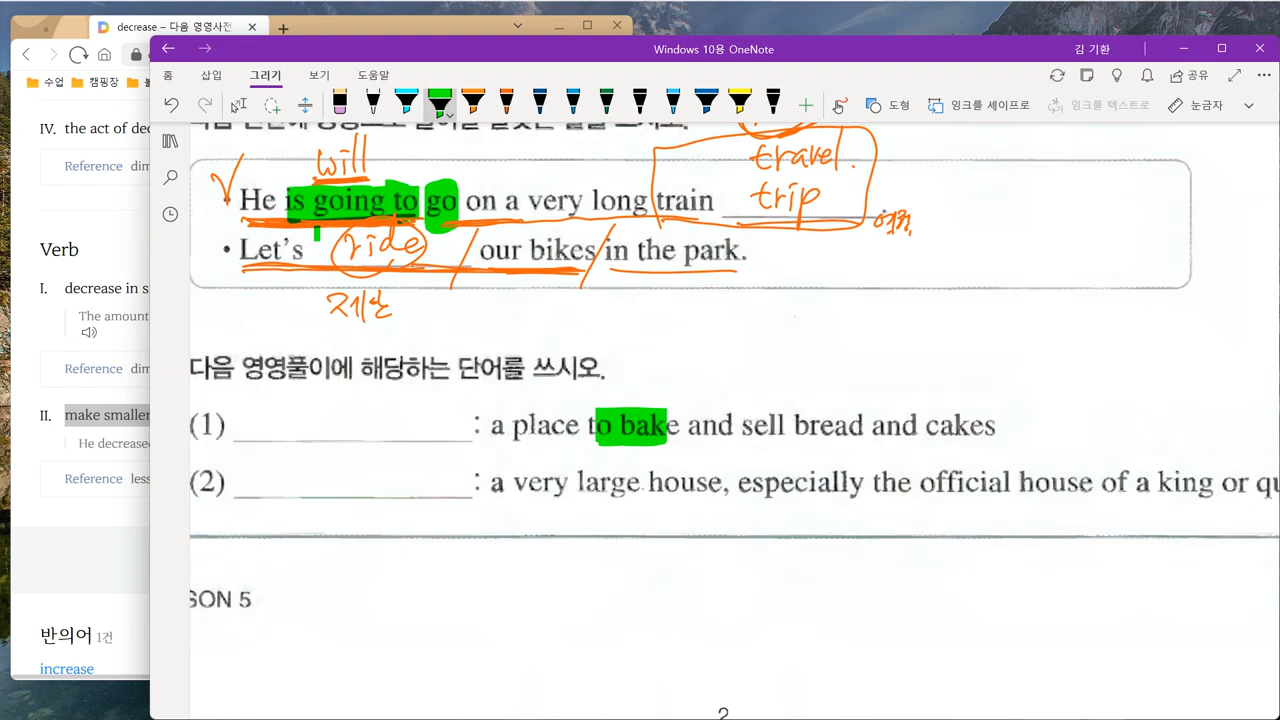 decrease – 다음 영영사전
Windows 10용 OneNote
김 기환
수업
캠핑장
홈 삽입 그리기 보기 도움말
공유
도형
잉크를 셰이프로
잉크를 텍스트로
눈금자
IV. the act of dec
Reference dim
Verb
I. decrease in s
The amount
Reference dim
II. make smaller
He decreased
Reference less
반의어 1건
increase
will
travel.
• He is going to go on a very long train trip
여행
• Let's ride our bikes in the park.
다음 영영풀이에 해당하는 단어를 쓰시오.
(1) : a place to bake and sell bread and cakes
(2) : a very large house, especially the official house of a king or qu
SON 5
2